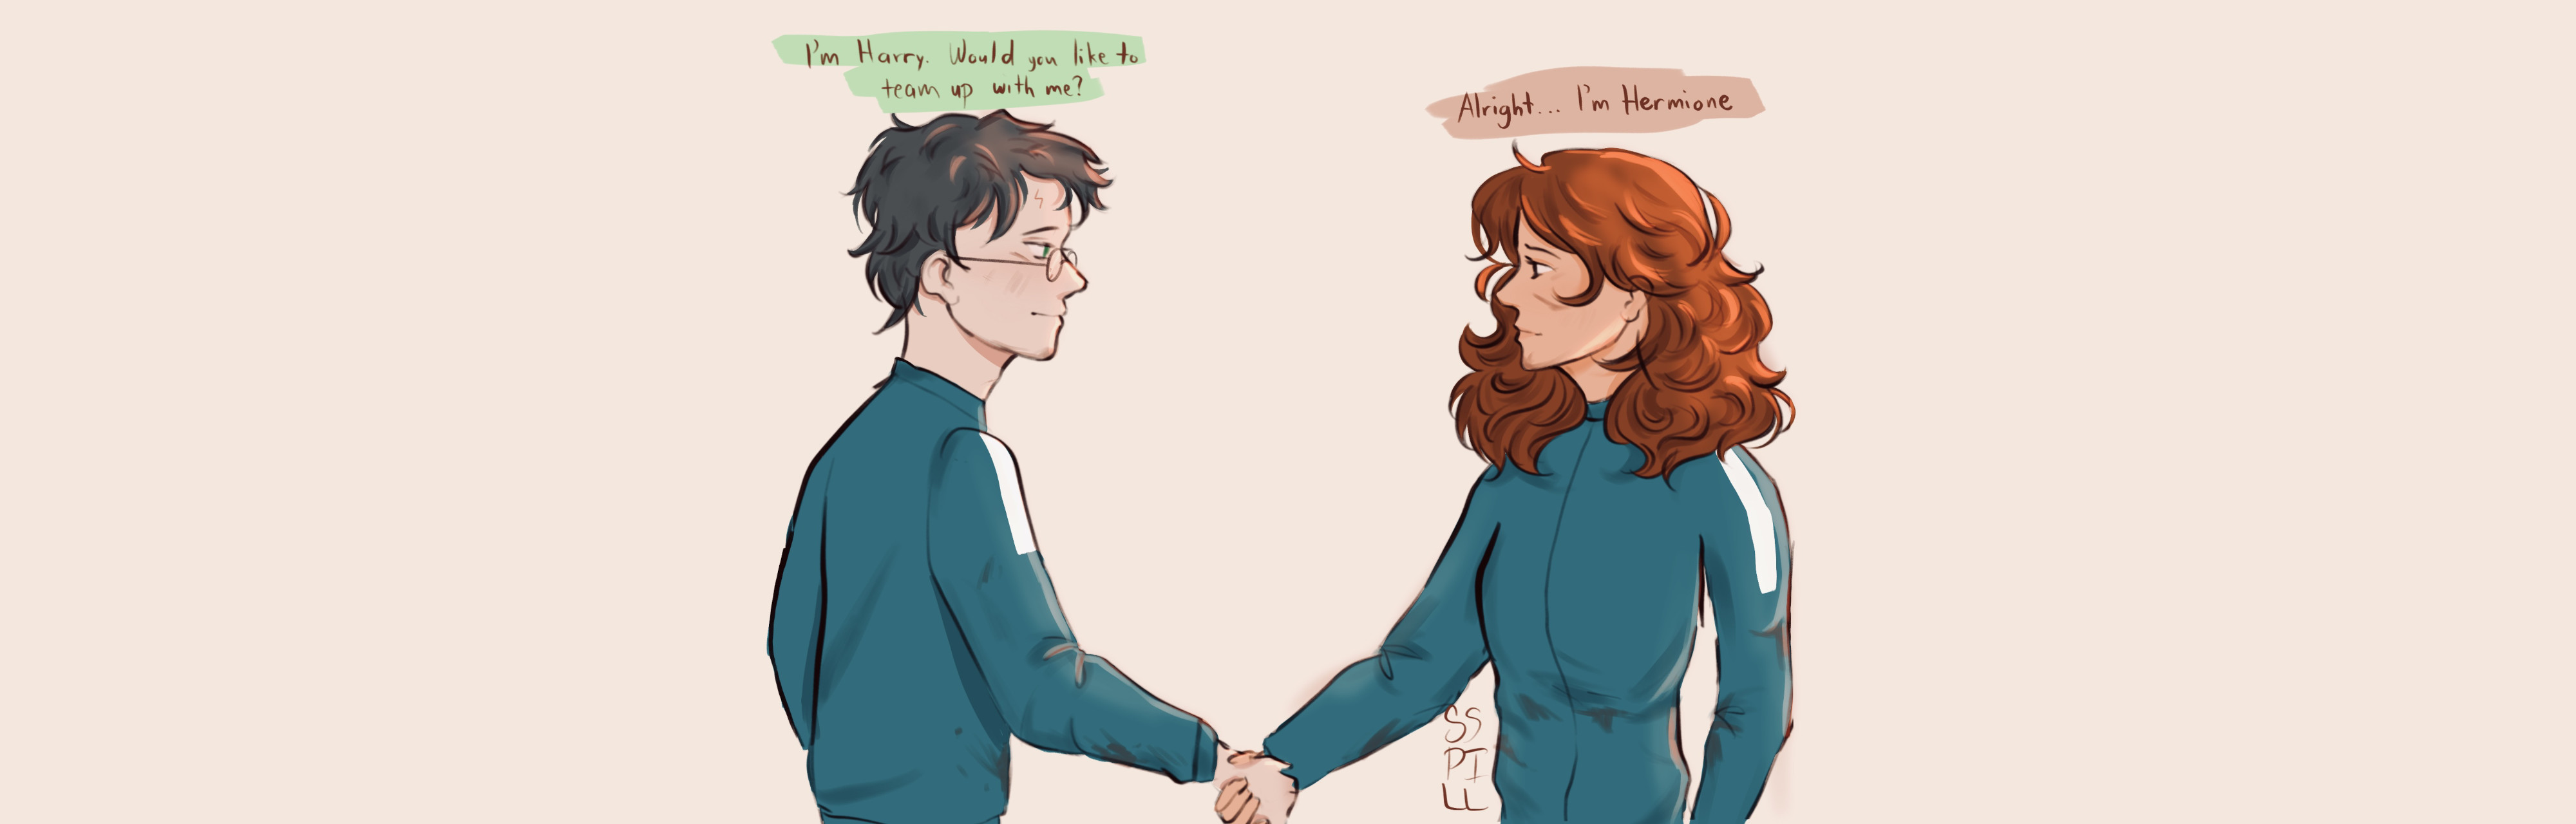 I'm Harry. Would you like to
team up with me?
Alright... I'm Hermione
SS
PI
LL